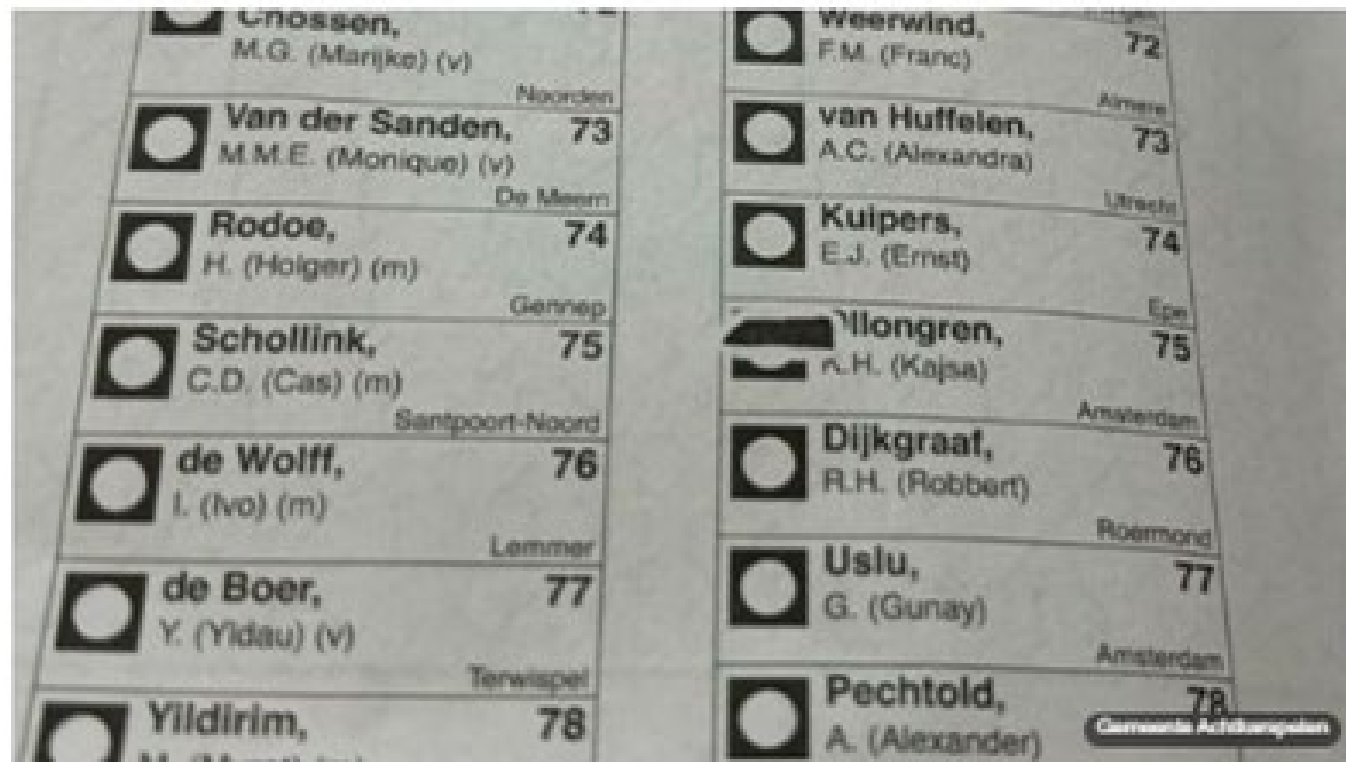 Cnossen,
M.G. (Marijke) (v)
Noorden
Van der Sanden, 73
M.M.E. (Monique) (v)
De Meern
Rodoe, 74
H. (Holger) (m)
Gennep
Schollink, 75
C.D. (Cas) (m)
Santpoort-Noord
de Wolff, 76
I. (Ivo) (m)
Lemmer
de Boer, 77
Y. (Yldau) (v)
Terwispel
Yildirim, 78
Weerwind, 72
F.M. (Franc)
Almere
van Huffelen, 73
A.C. (Alexandra)
Utrecht
Kuipers, 74
E.J. (Ernst)
Epe
llongren, 75
K.H. (Kajsa)
Amsterdam
Dijkgraaf, 76
R.H. (Robbert)
Roermond
Uslu, 77
G. (Gunay)
Amsterdam
Pechtold, 78
A. (Alexander)